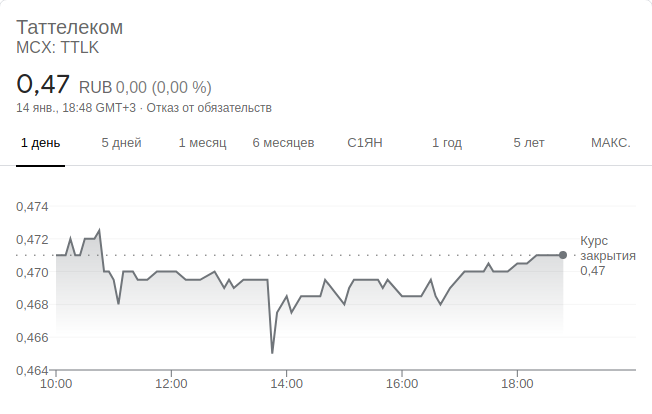 Таттелеком
MCX: TTLK
0,47 RUB 0,00 (0,00 %)
14 янв., 18:48 GMT+3 · Отказ от обязательств
1 день 5 дней 1 месяц 6 месяцев С1ЯН 1 год 5 лет МАКС.
0,474
0,472
0,470
0,468
0,466
0,464
Курс
закрытия
0,47
10:00 12:00 14:00 16:00 18:00